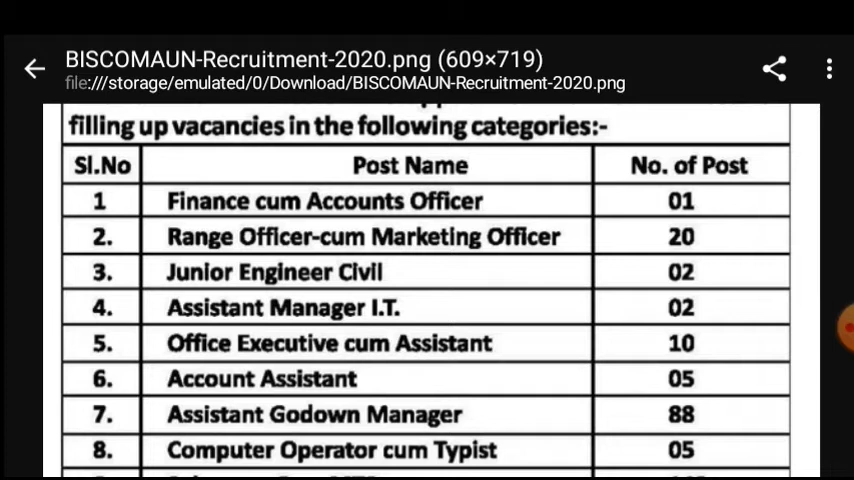 BISCOMAUN-Recruitment-2020.png (609×719)
file:///storage/emulated/0/Download/BISCOMAUN-Recruitment-2020.png
filling up vacancies in the following categories:-
Sl.No Post Name No. of Post
1 Finance cum Accounts Officer 01
2. Range Officer-cum Marketing Officer 20
3. Junior Engineer Civil 02
4. Assistant Manager I.T. 02
5. Office Executive cum Assistant 10
6. Account Assistant 05
7. Assistant Godown Manager 88
8. Computer Operator cum Typist 05